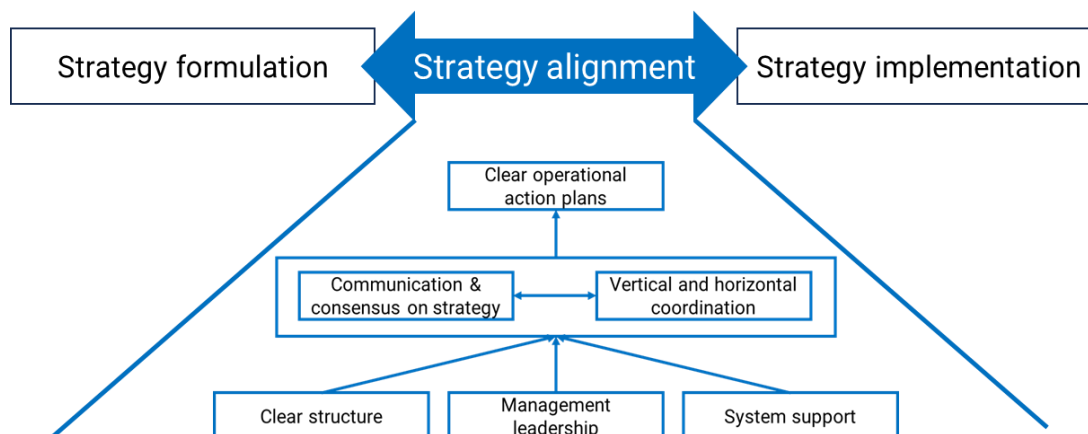 Strategy formulation
Strategy alignment
Strategy implementation
Clear operational
action plans
Communication &
consensus on strategy
Vertical and horizontal
coordination
Clear structure
Management
leadership
System support